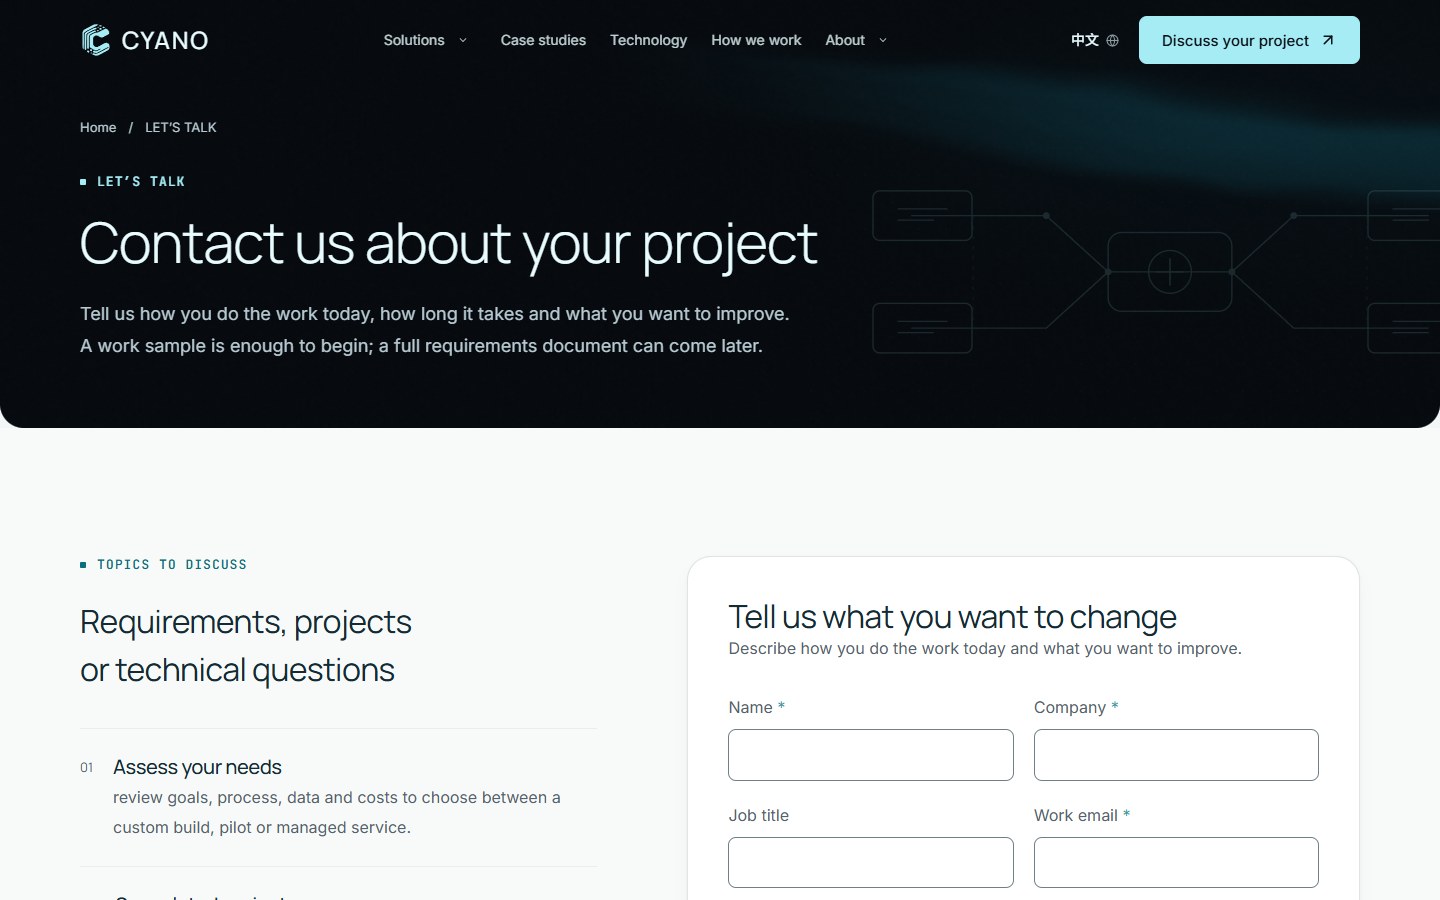 CYANO
Solutions
Case studies
Technology
How we work
About
中文
Discuss your project
Home / LET'S TALK
LET'S TALK
Contact us about your project
Tell us how you do the work today, how long it takes and what you want to improve.
A work sample is enough to begin; a full requirements document can come later.
TOPICS TO DISCUSS
Requirements, projects
or technical questions
01 Assess your needs
review goals, process, data and costs to choose between a
custom build, pilot or managed service.
Tell us what you want to change
Describe how you do the work today and what you want to improve.
Name *
Company *
Job title
Work email *